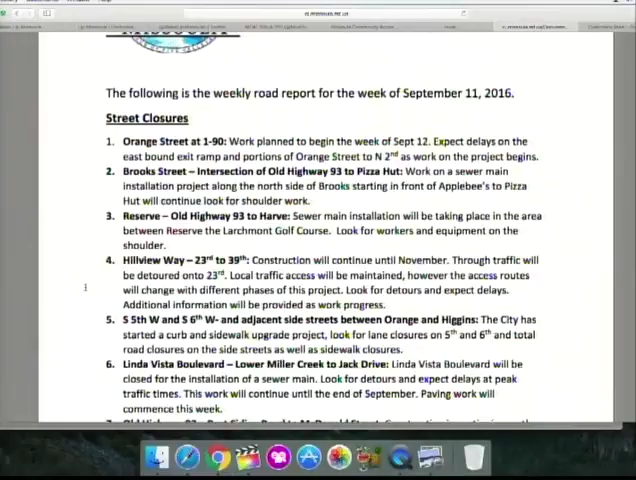 ci.missoula.mt.us
MISSOULA
The following is the weekly road report for the week of September 11, 2016.
Street Closures
1. Orange Street at 1-90: Work planned to begin the week of Sept 12. Expect delays on the
east bound exit ramp and portions of Orange Street to N 2nd as work on the project begins.
2. Brooks Street – Intersection of Old Highway 93 to Pizza Hut: Work on a sewer main
installation project along the north side of Brooks starting in front of Applebee's to Pizza
Hut will continue look for shoulder work.
3. Reserve – Old Highway 93 to Harve: Sewer main installation will be taking place in the area
between Reserve the Larchmont Golf Course. Look for workers and equipment on the
shoulder.
4. Hillview Way – 23rd to 39th: Construction will continue until November. Through traffic will
be detoured onto 23rd. Local traffic access will be maintained, however the access routes
will change with different phases of this project. Look for detours and expect delays.
Additional information will be provided as work progress.
5. S 5th W and S 6th W- and adjacent side streets between Orange and Higgins: The City has
started a curb and sidewalk upgrade project, look for lane closures on 5th and 6th and total
road closures on the side streets as well as sidewalk closures.
6. Linda Vista Boulevard – Lower Miller Creek to Jack Drive: Linda Vista Boulevard will be
closed for the installation of a sewer main. Look for detours and expect delays at peak
traffic times. This work will continue until the end of September. Paving work will
commence this week.